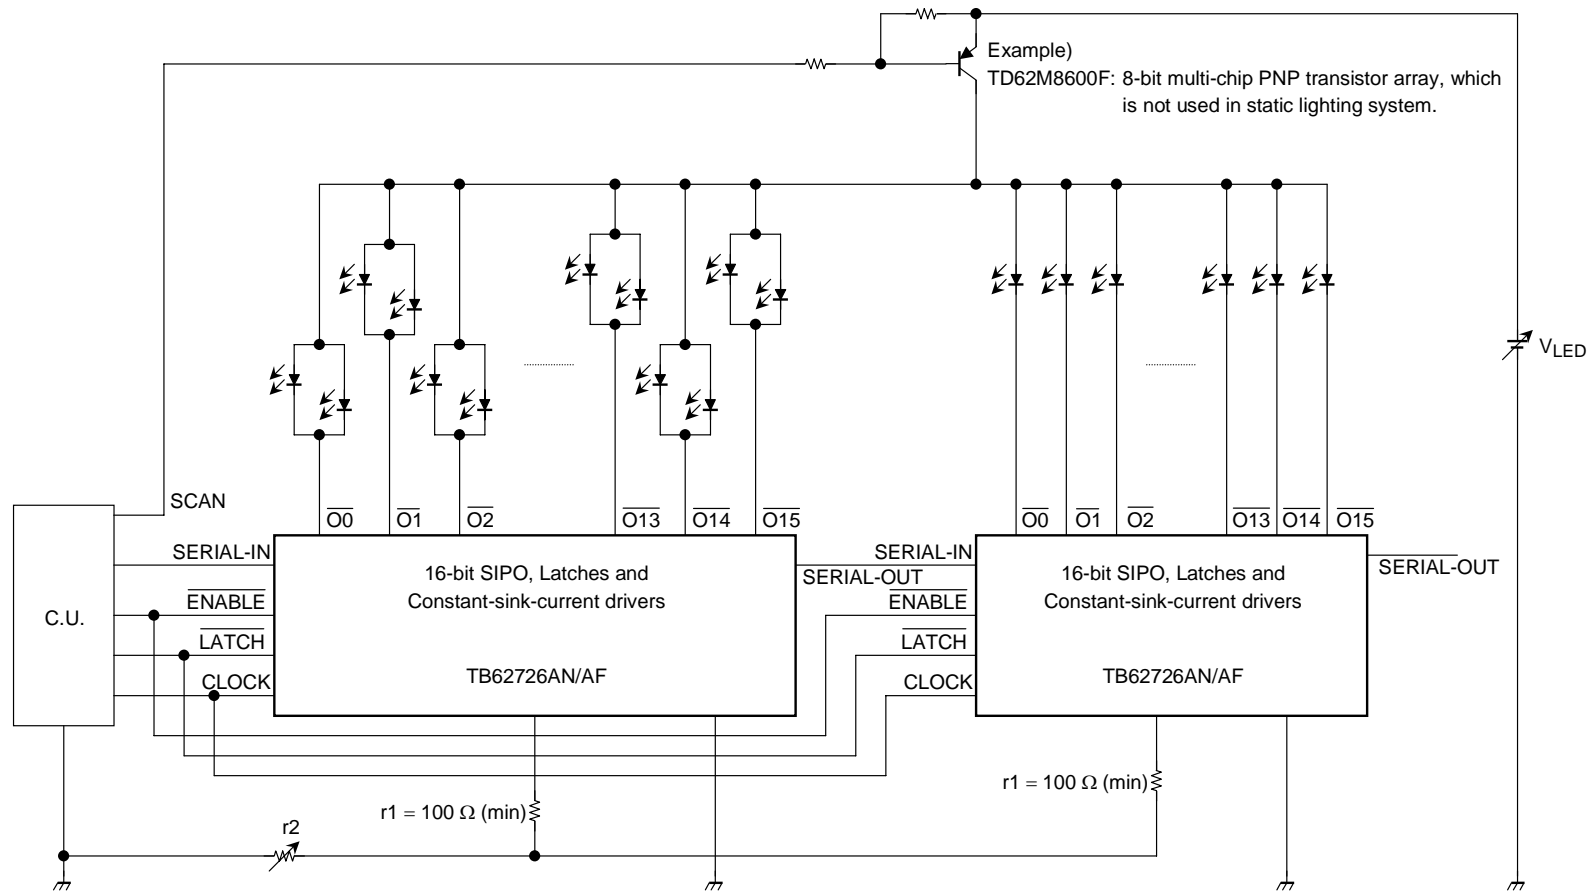 Example)
TD62M8600F: 8-bit multi-chip PNP transistor array, which
is not used in static lighting system.
VLED
SCAN
O0 O1 O2 O13 O14 O15
O0 O1 O2 O13 O14 O15
SERIAL-IN
16-bit SIPO, Latches and
Constant-sink-current drivers
TB62726AN/AF
SERIAL-IN
SERIAL-OUT
16-bit SIPO, Latches and
Constant-sink-current drivers
TB62726AN/AF
SERIAL-OUT
C.U.
ENABLE
LATCH
CLOCK
ENABLE
LATCH
CLOCK
r1 = 100 Ω (min)
r1 = 100 Ω (min)
r2